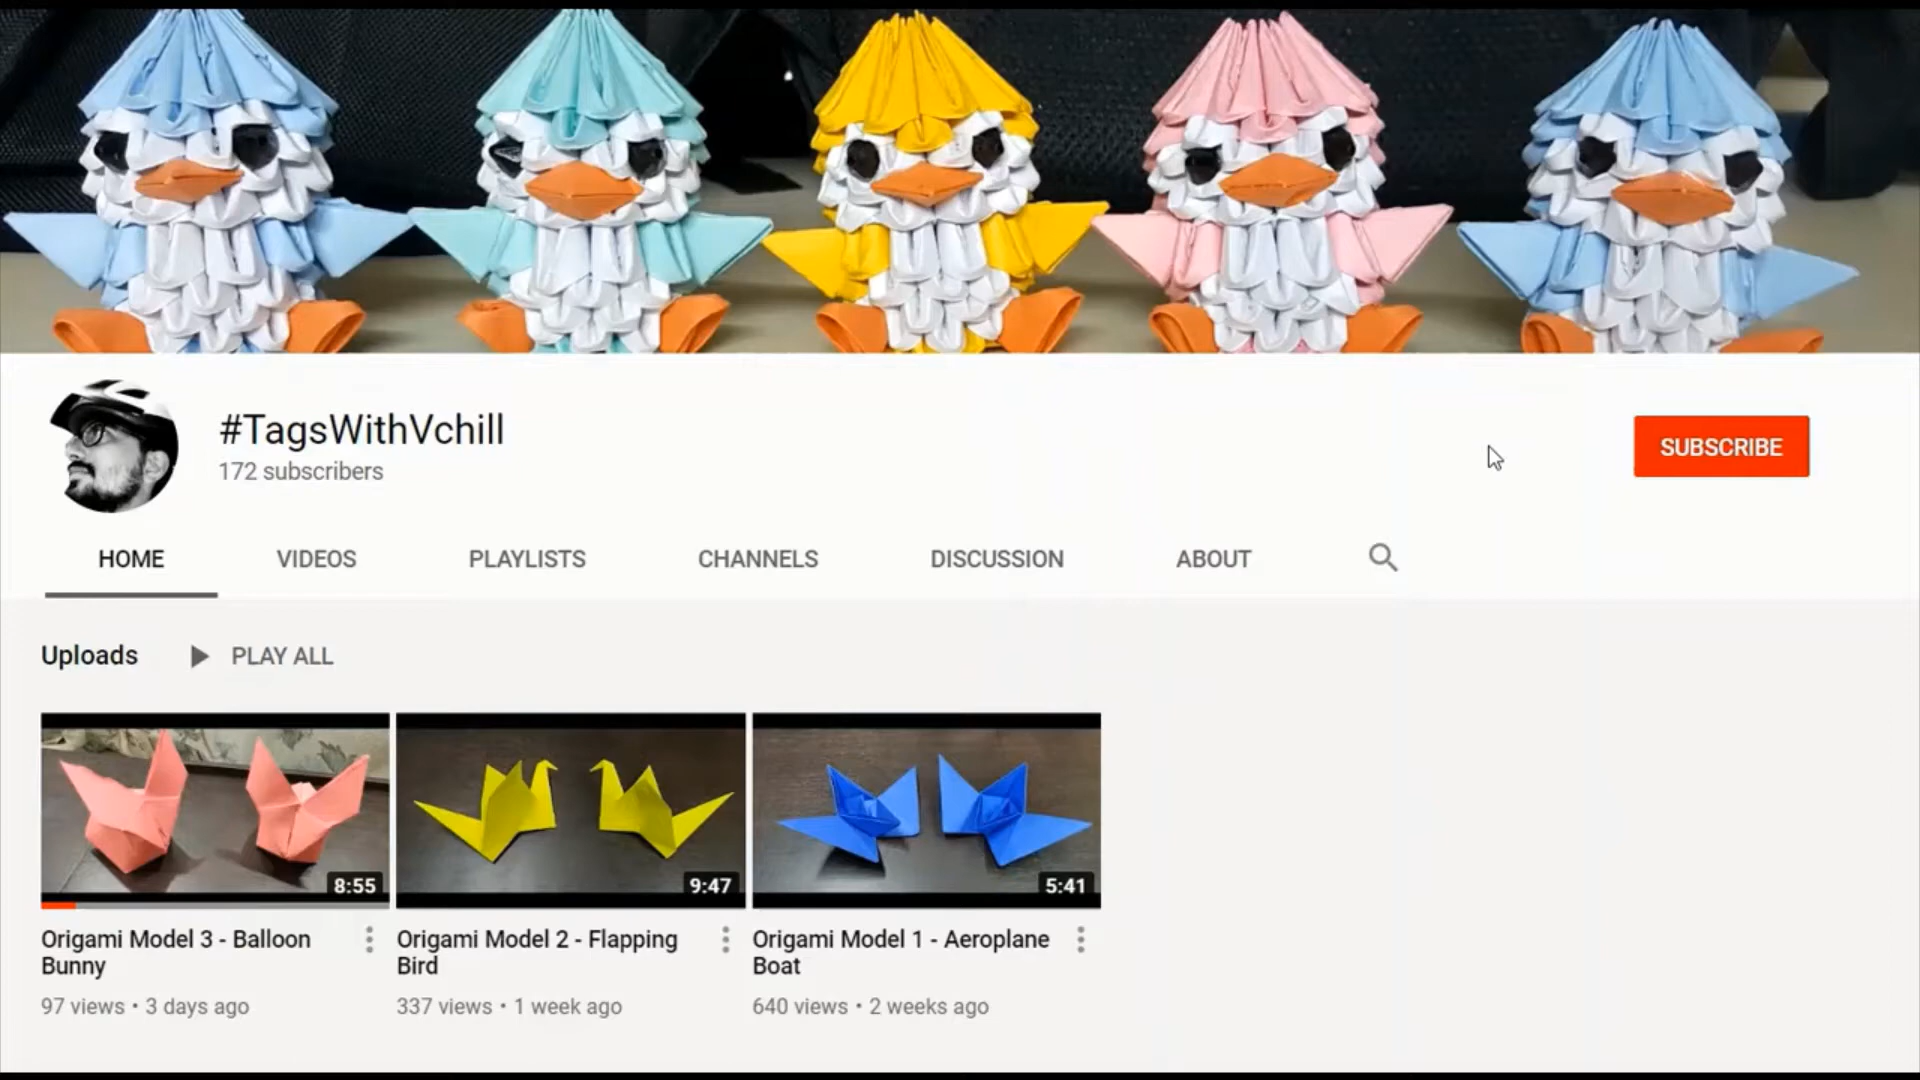 #TagsWithVchill
172 subscribers
SUBSCRIBE
HOME VIDEOS PLAYLISTS CHANNELS DISCUSSION ABOUT
Uploads PLAY ALL
8:55
Origami Model 3 - Balloon
Bunny
97 views • 3 days ago
9:47
Origami Model 2 - Flapping
Bird
337 views • 1 week ago
5:41
Origami Model 1 - Aeroplane
Boat
640 views • 2 weeks ago